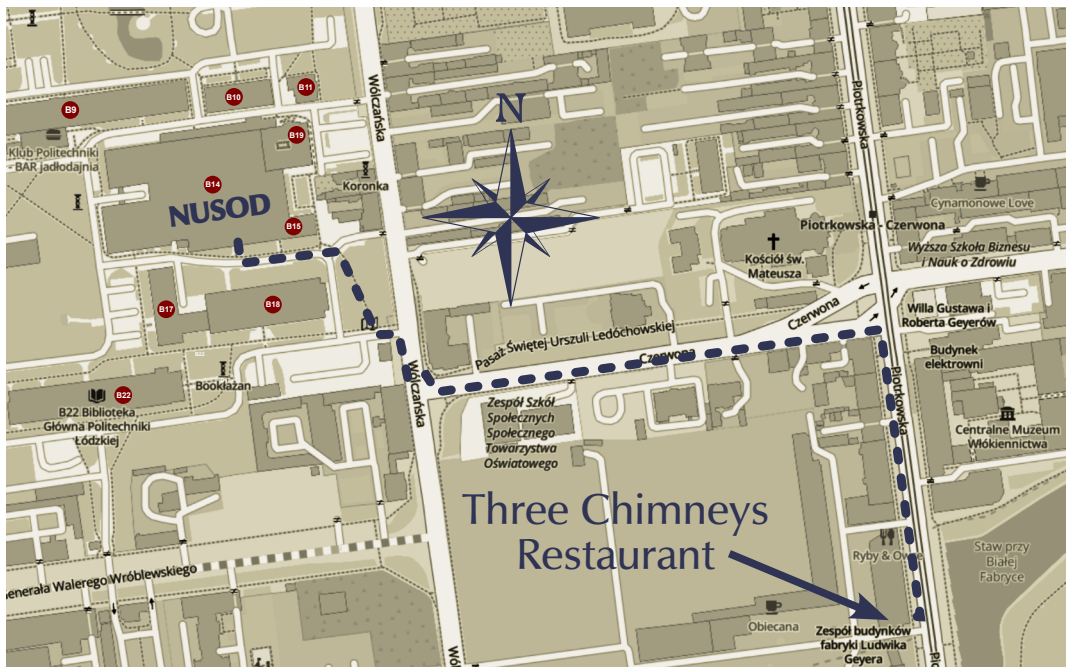 B9
B10
B11
B19
Klub Politechniki
- BAR jadłodajnia
B14
NUSOD
B15
Koronka
Wólczańska
N
Piotrkowska
Cynamonowe Love
Piotrkowska - Czerwona
Wyższa Szkoła Biznesu
i Nauk o Zdrowiu
Kościół św.
Mateusza
B17
B18
Czerwona
Willa Gustawa i
Roberta Geyerów
Pasaż Świętej Urszuli Ledóchowskiej
Czerwona
Budynek
elektrowni
Booklażan
B22
B22 Biblioteka
Główna Politechniki
Łódzkiej
Wólczańska
Zespół Szkół
Społecznych
Społecznego
Towarzystwa
Oświatowego
Piotrkowska
Centralne Muzeum
Włókiennictwa
Three Chimneys
Restaurant
Ryby &
Staw przy
Białej
Fabryce
Generała Walerego Wróblewskiego
Obiecana
Zespół budynków
fabryki Ludwika
Geyera